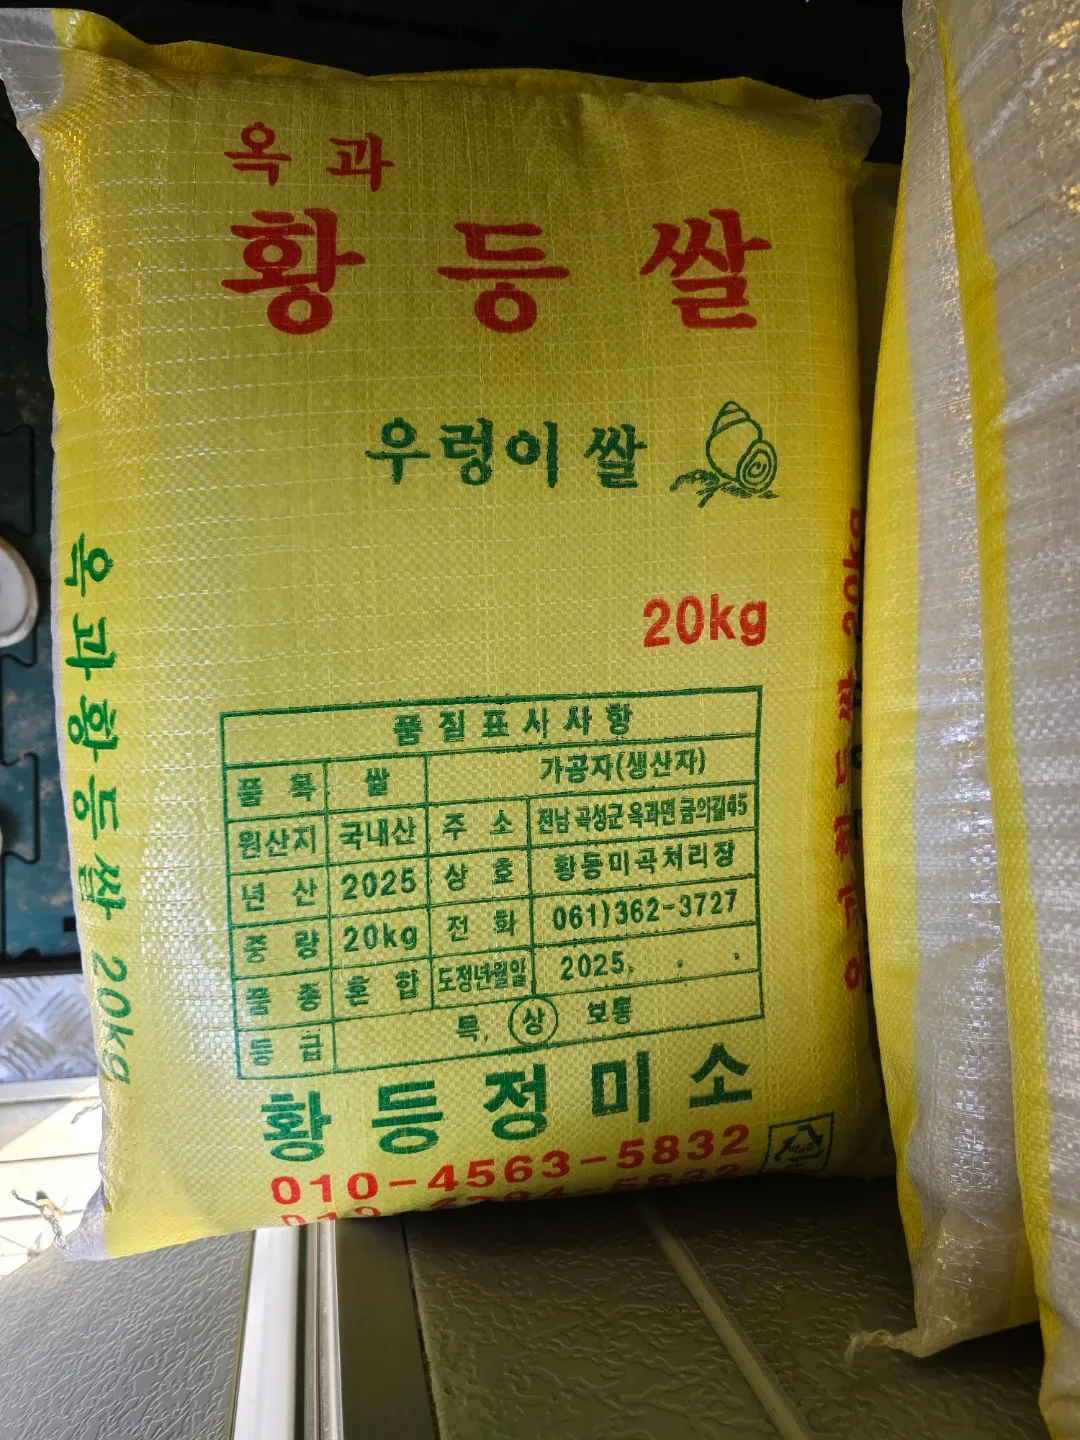 옥과
황등쌀
우렁이쌀
20kg
품질표시사항
품목 쌀 가공자(생산자)
원산지 국내산 주소 전남 곡성군 옥과면 금의길45
년산 2025 상호 황등미곡처리장
중량 20kg 전화 061)362-3727
품종 혼합 도정년월일 2025. . .
등급 특, 상 보통
황등정미소
010-4563-5832
옥과황등쌀 20kg
20kg